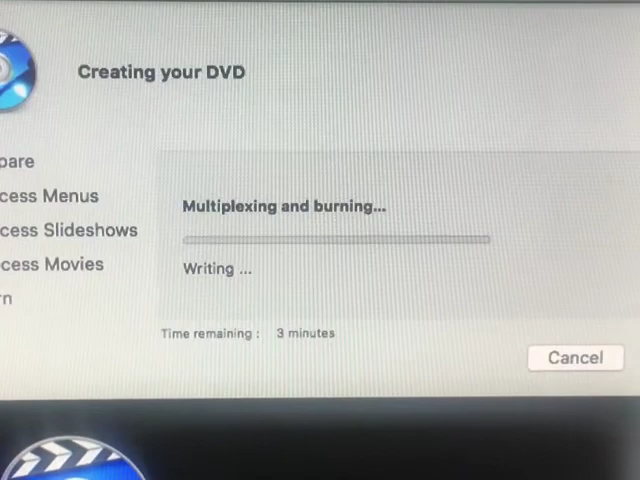 Creating your DVD
pare
cess Menus
cess Slideshows
cess Movies
rn
Multiplexing and burning...
Writing ...
Time remaining : 3 minutes
Cancel